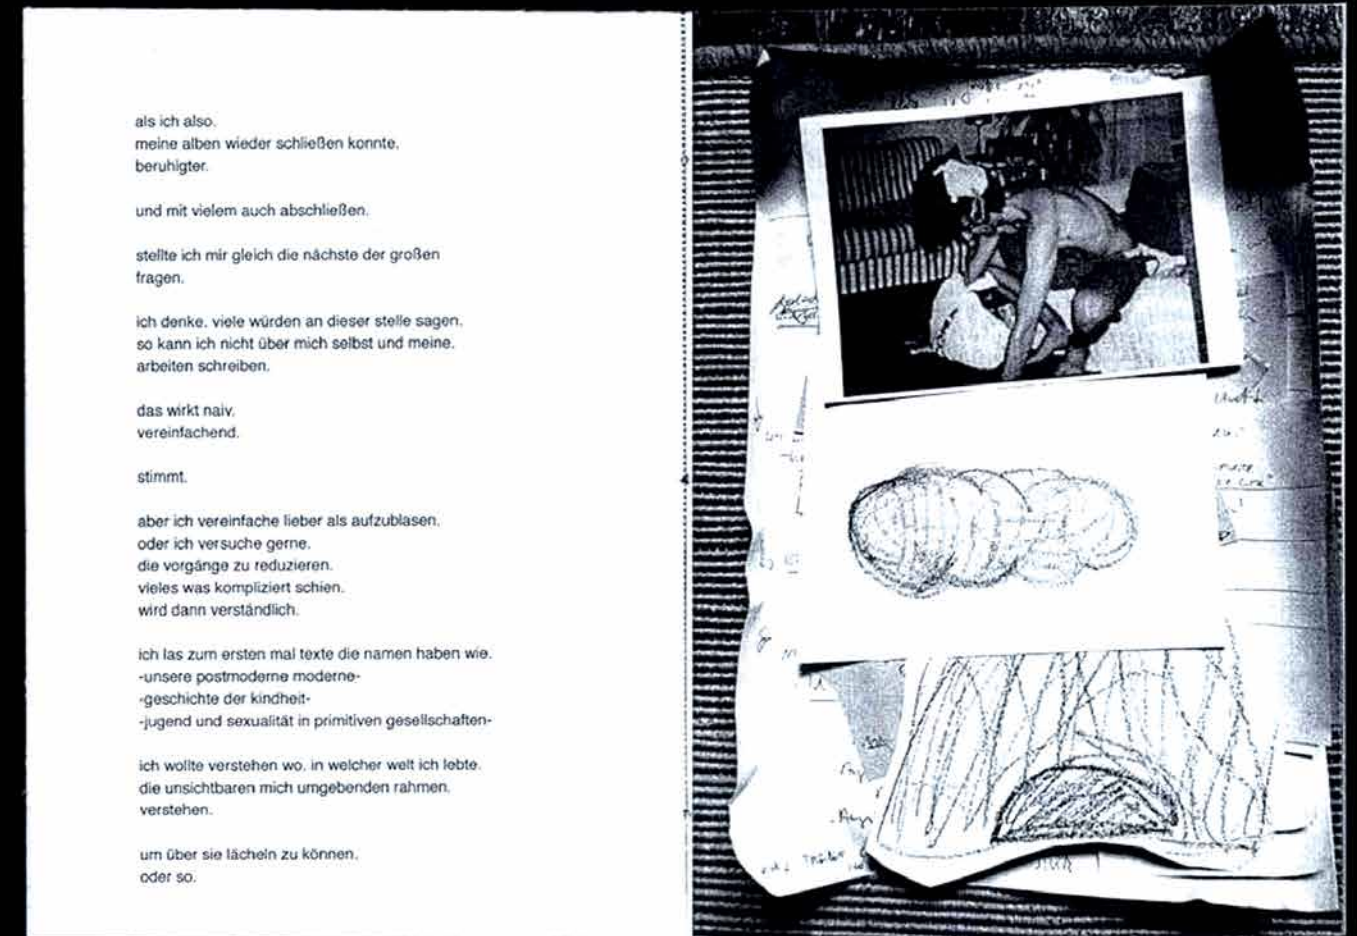 als ich also.
meine alben wieder schließen konnte.
beruhigter.
und mit vielem auch abschließen.
stellte ich mir gleich die nächste der großen
fragen.
ich denke. viele würden an dieser stelle sagen.
so kann ich nicht über mich selbst und meine.
arbeiten schreiben.
das wirkt naiv.
vereinfachend.
stimmt.
aber ich vereinfache lieber als aufzublasen.
oder ich versuche gerne.
die vorgänge zu reduzieren.
vieles was kompliziert schien.
wird dann verständlich.
ich las zum ersten mal texte die namen haben wie.
-unsere postmoderne moderne-
-geschichte der kindheit-
-jugend und sexualität in primitiven gesellschaften-
ich wollte verstehen wo. in welcher welt ich lebte.
die unsichtbaren mich umgebenden rahmen.
verstehen.
um über sie lächeln zu können.
oder so.